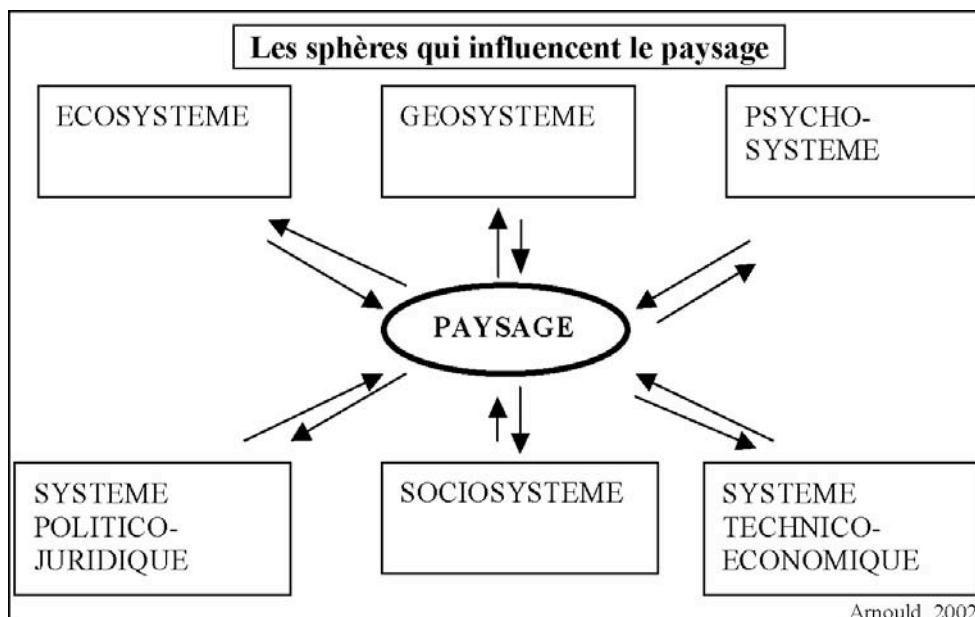 Les sphères qui influencent le paysage
ECOSYSTEME
GEOSYSTEME
PSYCHO-
SYSTEME
PAYSAGE
SYSTEME
POLITICO-
JURIDIQUE
SOCIOSYSTEME
SYSTEME
TECHNICO-
ECONOMIQUE
Arnould, 2002